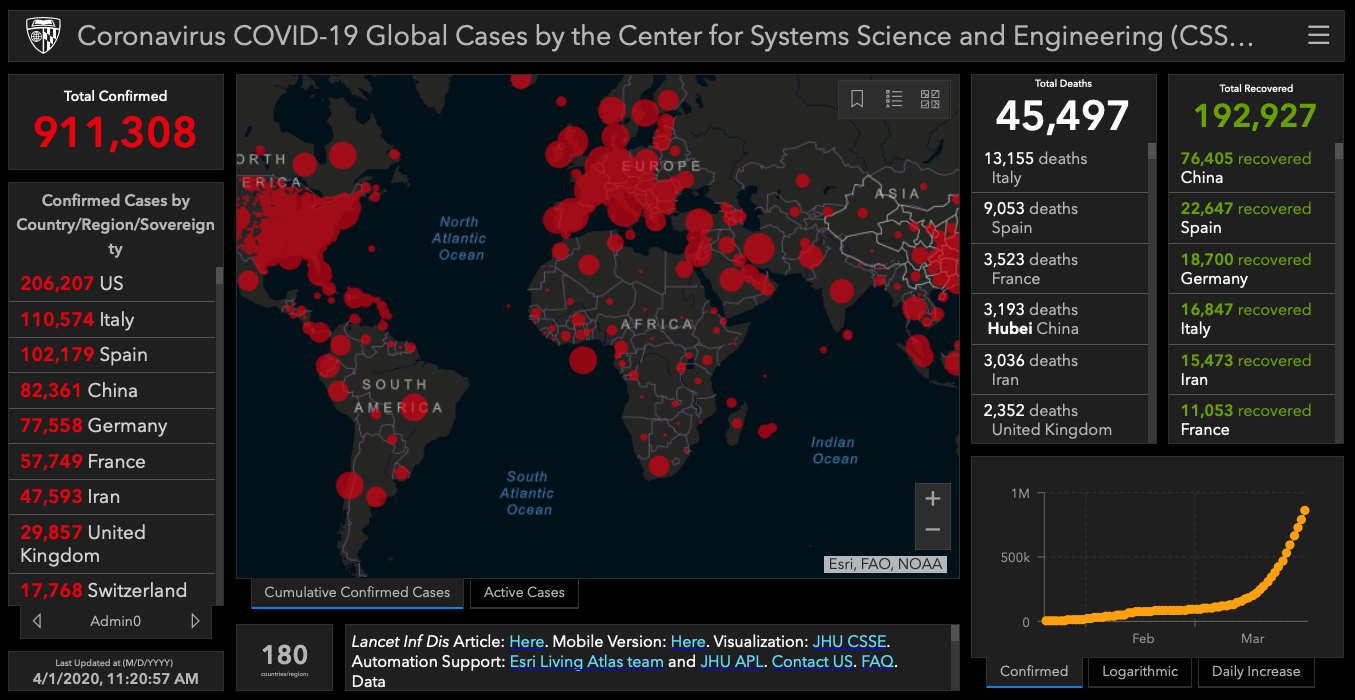 Coronavirus COVID-19 Global Cases by the Center for Systems Science and Engineering (CSS...
Total Confirmed
911,308
Confirmed Cases by
Country/Region/Sovereign
ty
206,207 US
110,574 Italy
102,179 Spain
82,361 China
77,558 Germany
57,749 France
47,593 Iran
29,857 United
Kingdom
17,768 Switzerland
Admin0
Last Updated at (M/D/YYYY)
4/1/2020, 11:20:57 AM
ORTH
ERICA
North
Atlantic
Ocean
EUROPE
ASIA
AFRICA
SOUTH
AMERICA
South
Atlantic
Ocean
Indian
Ocean
+
−
Esri, FAO, NOAA
Cumulative Confirmed Cases
Active Cases
180
countries/regions
Lancet Inf Dis Article: Here. Mobile Version: Here. Visualization: JHU CSSE.
Automation Support: Esri Living Atlas team and JHU APL. Contact US. FAQ.
Data
Total Deaths
45,497
13,155 deaths
Italy
9,053 deaths
Spain
3,523 deaths
France
3,193 deaths
Hubei China
3,036 deaths
Iran
2,352 deaths
United Kingdom
Total Recovered
192,927
76,405 recovered
China
22,647 recovered
Spain
18,700 recovered
Germany
16,847 recovered
Italy
15,473 recovered
Iran
11,053 recovered
France
1M
500k
0
Feb
Mar
Confirmed
Logarithmic
Daily Increase